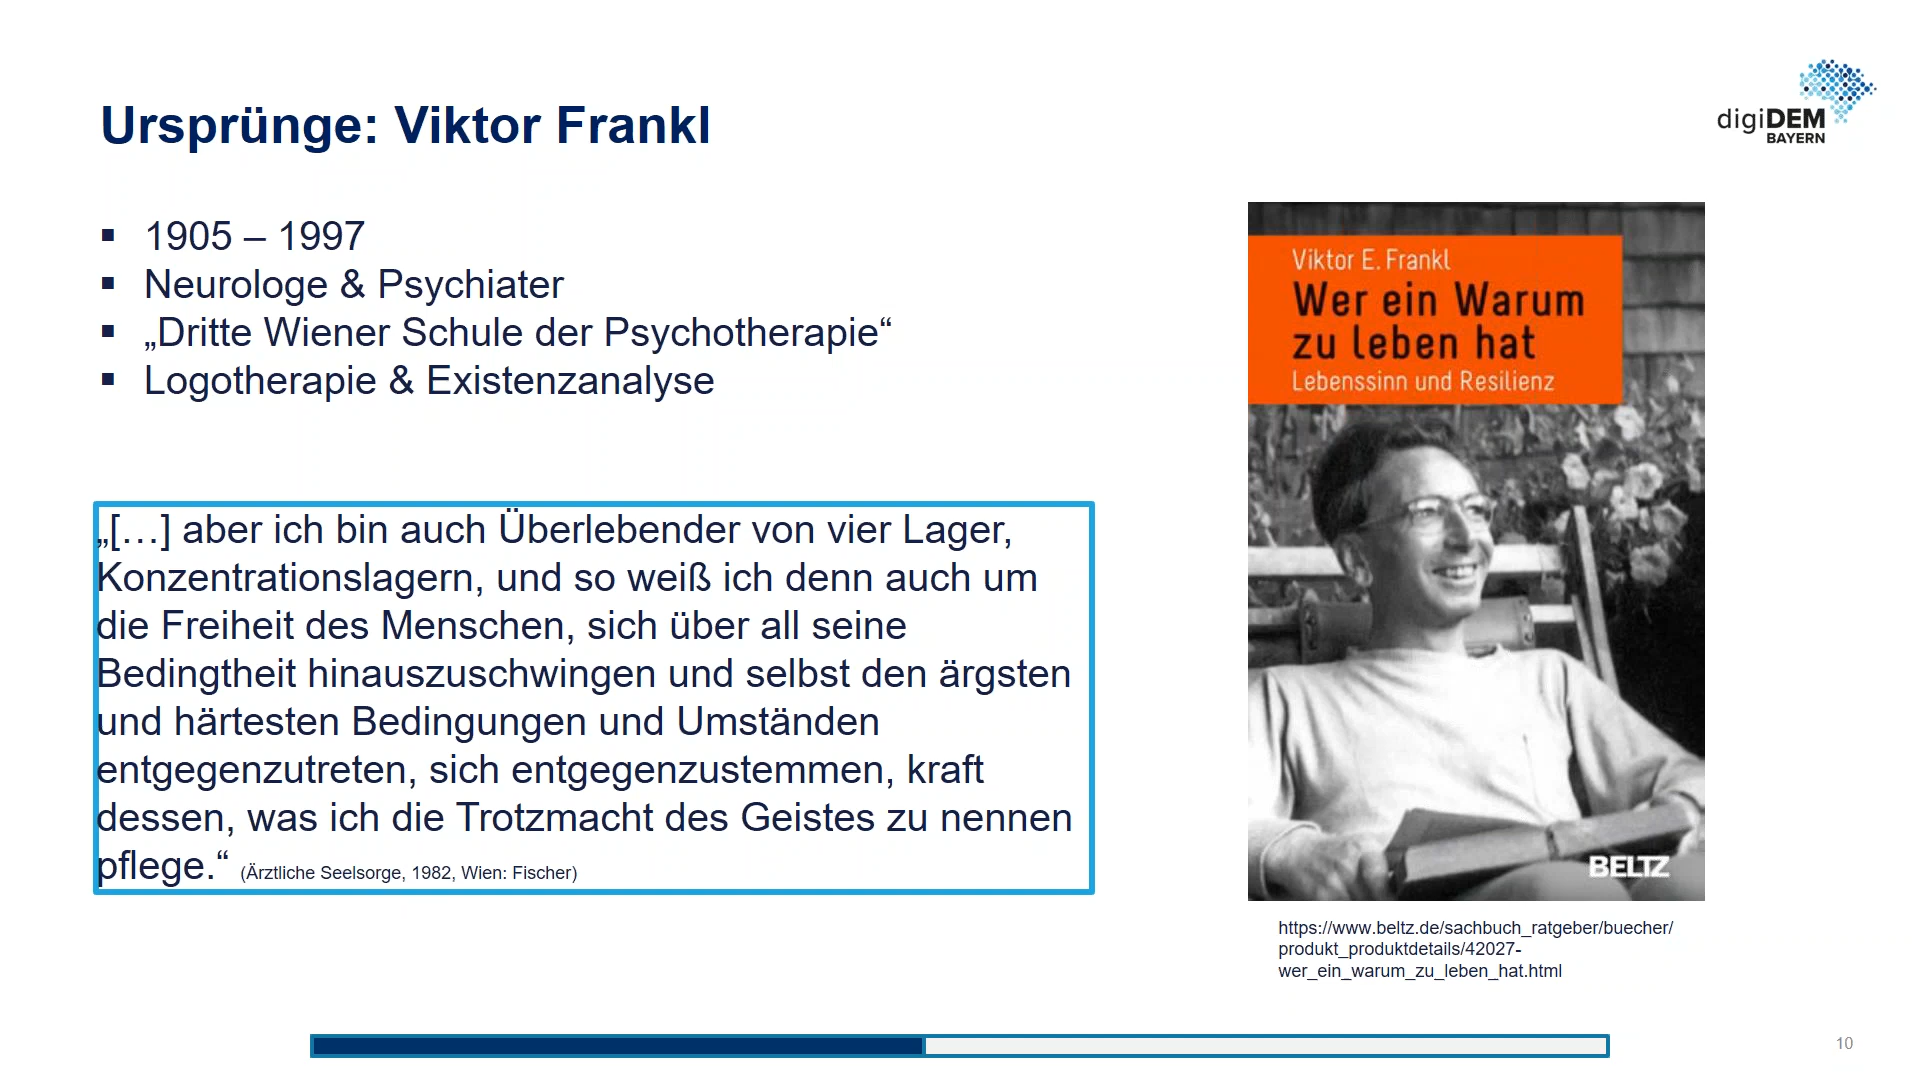 Ursprünge: Viktor Frankl
digiDEM
BAYERN
▪ 1905 – 1997
▪ Neurologe & Psychiater
▪ „Dritte Wiener Schule der Psychotherapie“
▪ Logotherapie & Existenzanalyse
„[…] aber ich bin auch Überlebender von vier Lager,
Konzentrationslagern, und so weiß ich denn auch um
die Freiheit des Menschen, sich über all seine
Bedingtheit hinauszuschwingen und selbst den ärgsten
und härtesten Bedingungen und Umständen
entgegenzutreten, sich entgegenzustemmen, kraft
dessen, was ich die Trotzmacht des Geistes zu nennen
pflege.“ (Ärztliche Seelsorge, 1982, Wien: Fischer)
Viktor E. Frankl
Wer ein Warum
zu leben hat
Lebenssinn und Resilienz
BELTZ
https://www.beltz.de/sachbuch_ratgeber/buecher/
produkt_produktdetails/42027-
wer_ein_warum_zu_leben_hat.html
10